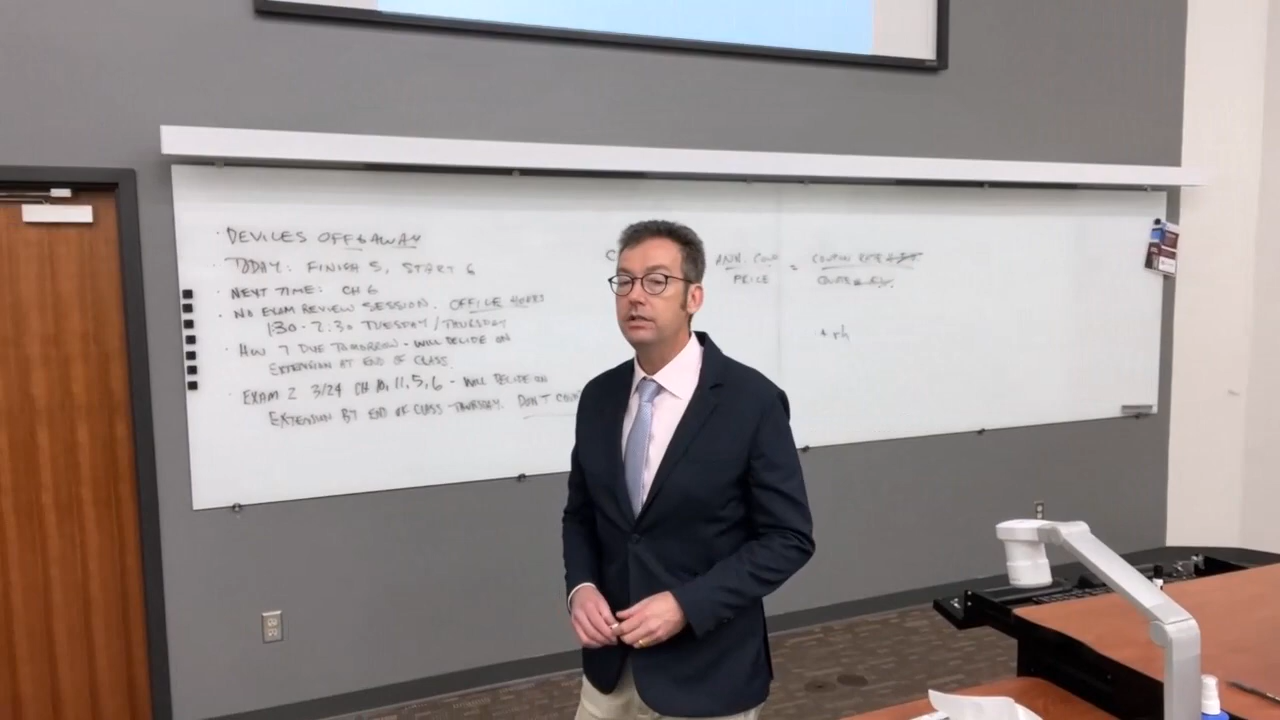 · DEVICES OFF & AWAY
· TODAY: FINISH 5, START 6
· NEXT TIME: CH 6
· NO EXAM REVIEW SESSION. OFFICE HOURS
1:30 - 2:30 TUESDAY / THURSDAY
· HW 7 DUE TOMORROW - WILL DECIDE ON
EXTENSION AT END OF CLASS.
· EXAM 2 3/24 CH 10, 11, 5, 6 - WILL DECIDE ON
EXTENSION BY END OF CLASS THURSDAY. DON'T
C
ANN. COUP
PRICE
=
COUPON RATE
QUOTE